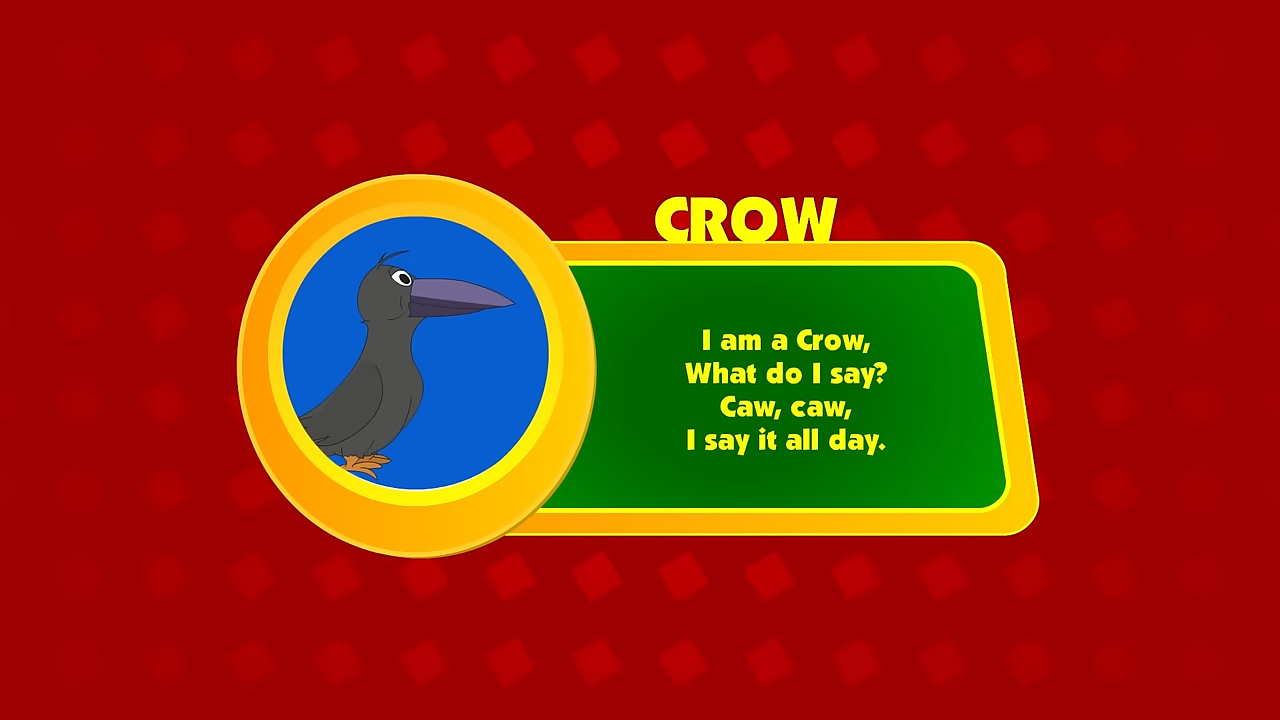 CROW
I am a Crow,
What do I say?
Caw, caw,
I say it all day.